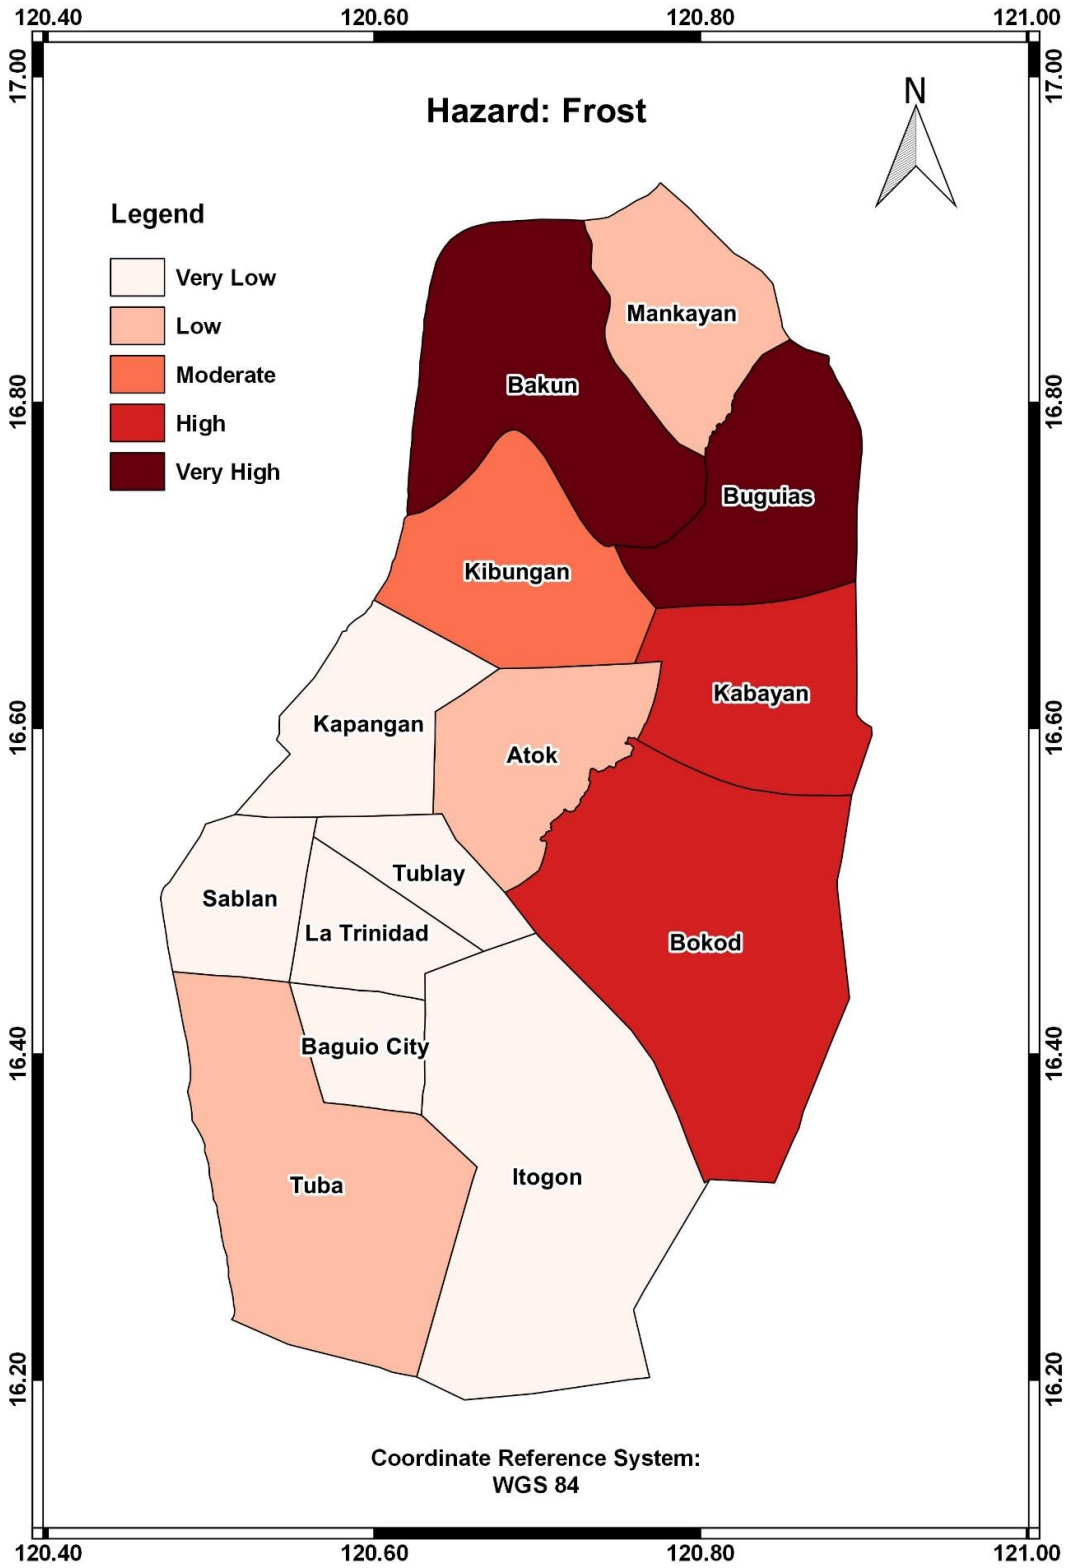 120.40 120.60 120.80 121.00
17.00 17.00
Hazard: Frost
N
Legend
Very Low
Low
Moderate
High
Very High
Mankayan
Bakun
16.80 16.80
Buguias
Kibungan
Kabayan
Kapangan
16.60 16.60
Atok
Tublay
Sablan
La Trinidad
Bokod
Baguio City
16.40 16.40
Itogon
Tuba
16.20 16.20
Coordinate Reference System:
WGS 84
120.40 120.60 120.80 121.00